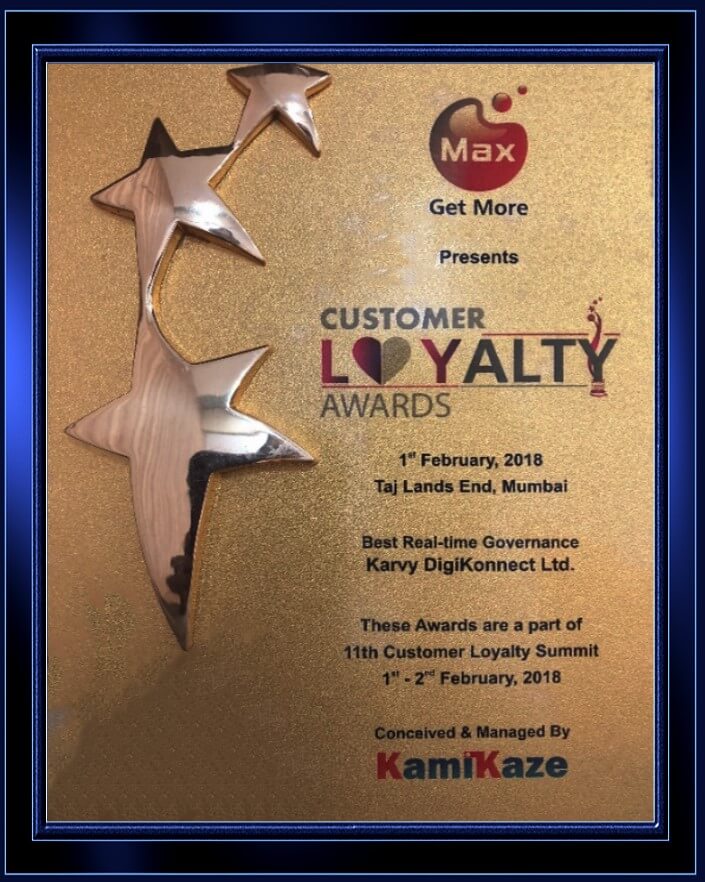 Max
Get More
Presents
CUSTOMER
LOYALTY
AWARDS
1st February, 2018
Taj Lands End, Mumbai
Best Real-time Governance
Karvy DigiKonnect Ltd.
These Awards are a part of
11th Customer Loyalty Summit
1st - 2nd February, 2018
Conceived & Managed By
KamiKaze